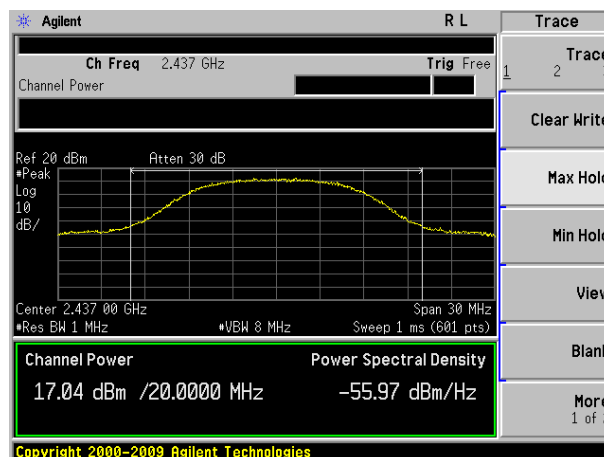 Agilent R L Trace
Ch Freq 2.437 GHz Trig Free
Channel Power
Trace
1 2
Clear Write
Max Hold
Min Hold
View
Blank
More
1 of
Ref 20 dBm Atten 30 dB
#Peak
Log
10
dB/
Center 2.437 00 GHz Span 30 MHz
#Res BW 1 MHz #VBW 8 MHz Sweep 1 ms (601 pts)
Channel Power Power Spectral Density
17.04 dBm /20.0000 MHz -55.97 dBm/Hz
Copyright 2000-2009 Agilent Technologies